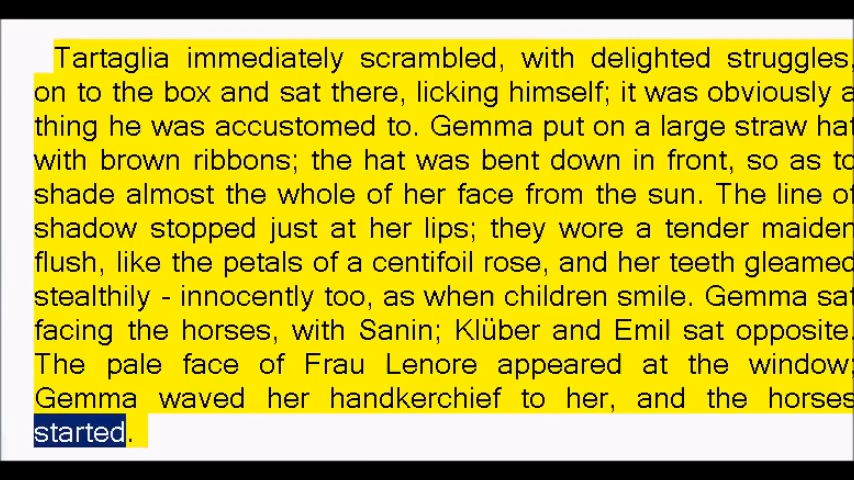 Tartaglia immediately scrambled, with delighted struggles,
on to the box and sat there, licking himself; it was obviously a
thing he was accustomed to. Gemma put on a large straw hat
with brown ribbons; the hat was bent down in front, so as to
shade almost the whole of her face from the sun. The line of
shadow stopped just at her lips; they wore a tender maiden
flush, like the petals of a centifoil rose, and her teeth gleamed
stealthily - innocently too, as when children smile. Gemma sat
facing the horses, with Sanin; Klüber and Emil sat opposite.
The pale face of Frau Lenore appeared at the window;
Gemma waved her handkerchief to her, and the horses
started.